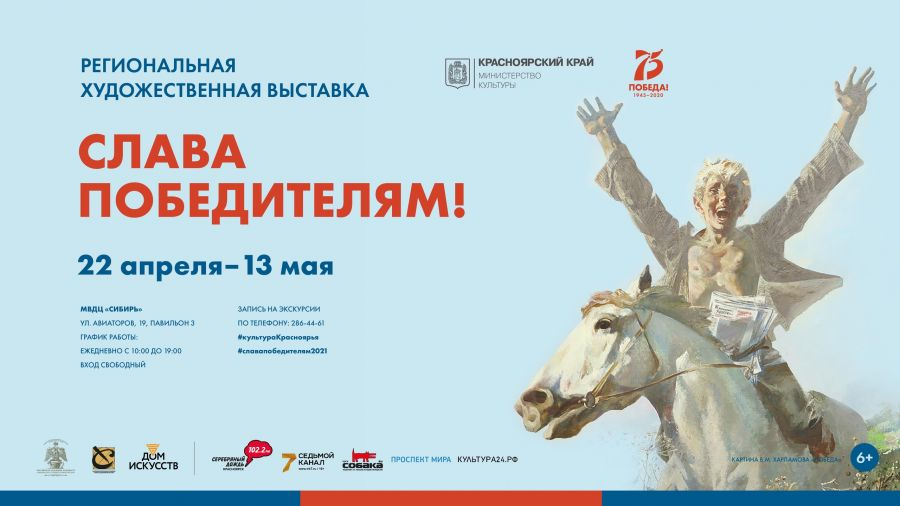 РЕГИОНАЛЬНАЯ
ХУДОЖЕСТВЕННАЯ ВЫСТАВКА
КРАСНОЯРСКИЙ КРАЙ
МИНИСТЕРСТВО
КУЛЬТУРЫ
75
ПОБЕДА!
1945–2020
СЛАВА
ПОБЕДИТЕЛЯМ!
22 апреля–13 мая
МВДЦ «СИБИРЬ»
УЛ. АВИАТОРОВ, 19, ПАВИЛЬОН 3
ГРАФИК РАБОТЫ:
ЕЖЕДНЕВНО С 10:00 ДО 19:00
ВХОД СВОБОДНЫЙ
ЗАПИСЬ НА ЭКСКУРСИИ
ПО ТЕЛЕФОНУ: 286-44-61
#культураКрасноярья
#славапобедителям2021
ДОМ
ИСКУССТВ
СЕРЕБРЯНЫЙ
ДОЖДЬ
КРАСНОЯРСК
102.2 FM
7 СЕДЬМОЙ
КАНАЛ
СОБАКА
ПРОСПЕКТ МИРА
КУЛЬТУРА24.РФ
КАРТИНА Е.М. ХАРЛАМОВА «ПОБЕДА»
6+